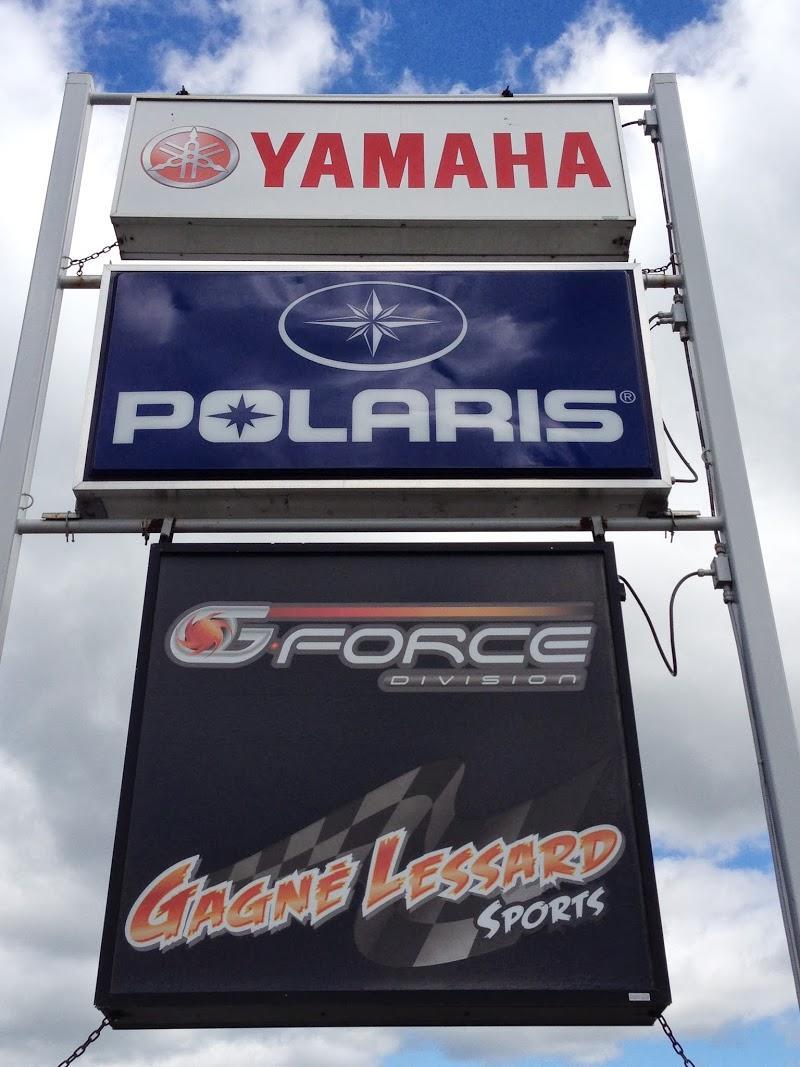 YAMAHA
POLARIS®
G-FORCE
DIVISION
GAGNÉ LESSARD
SPORTS